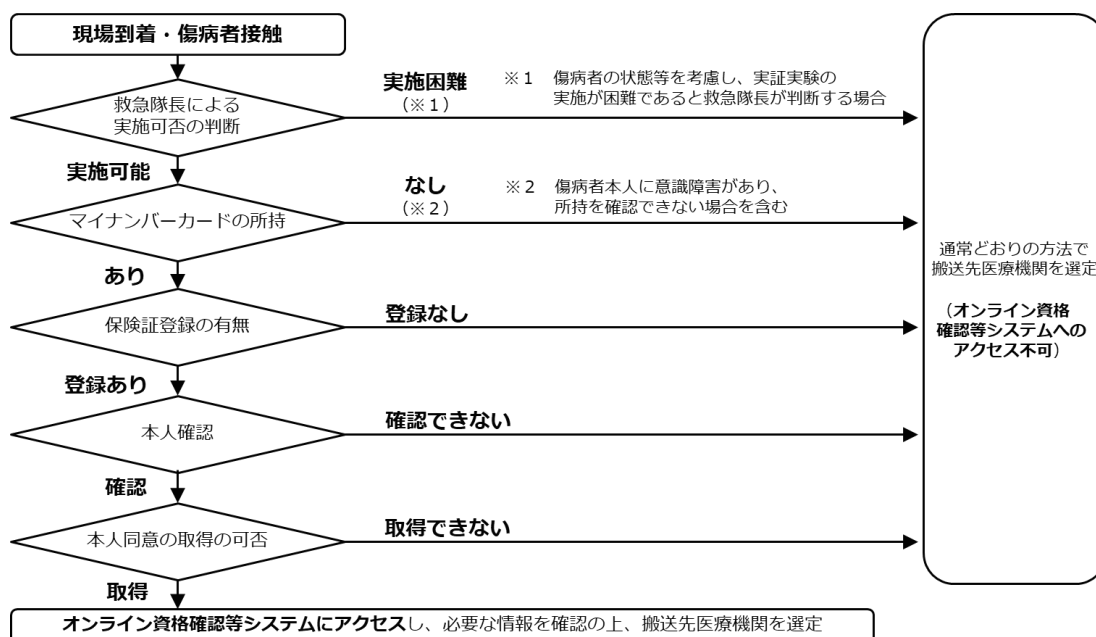 現場到着・傷病者接触
救急隊長による
実施可否の判断
実施困難
（※１）
※１　傷病者の状態等を考慮し、実証実験の
実施が困難であると救急隊長が判断する場合
実施可能
マイナンバーカードの所持
なし
（※２）
※２　傷病者本人に意識障害があり、
所持を確認できない場合を含む
あり
保険証登録の有無
登録なし
登録あり
本人確認
確認できない
確認
本人同意の取得の可否
取得できない
取得
通常どおりの方法で
搬送先医療機関を選定
（オンライン資格
確認等システムへの
アクセス不可）
オンライン資格確認等システムにアクセスし、必要な情報を確認の上、搬送先医療機関を選定